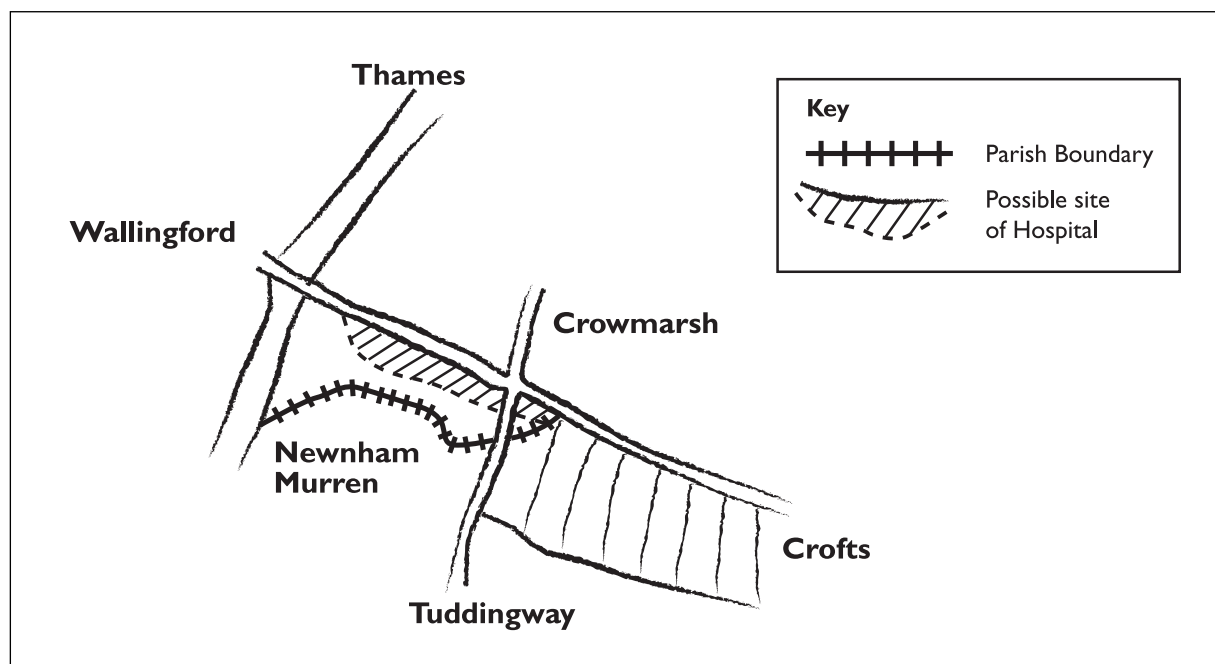 Thames
Key
Parish Boundary
Possible site
of Hospital
Wallingford
Crowmarsh
Newnham
Murren
Crofts
Tuddingway